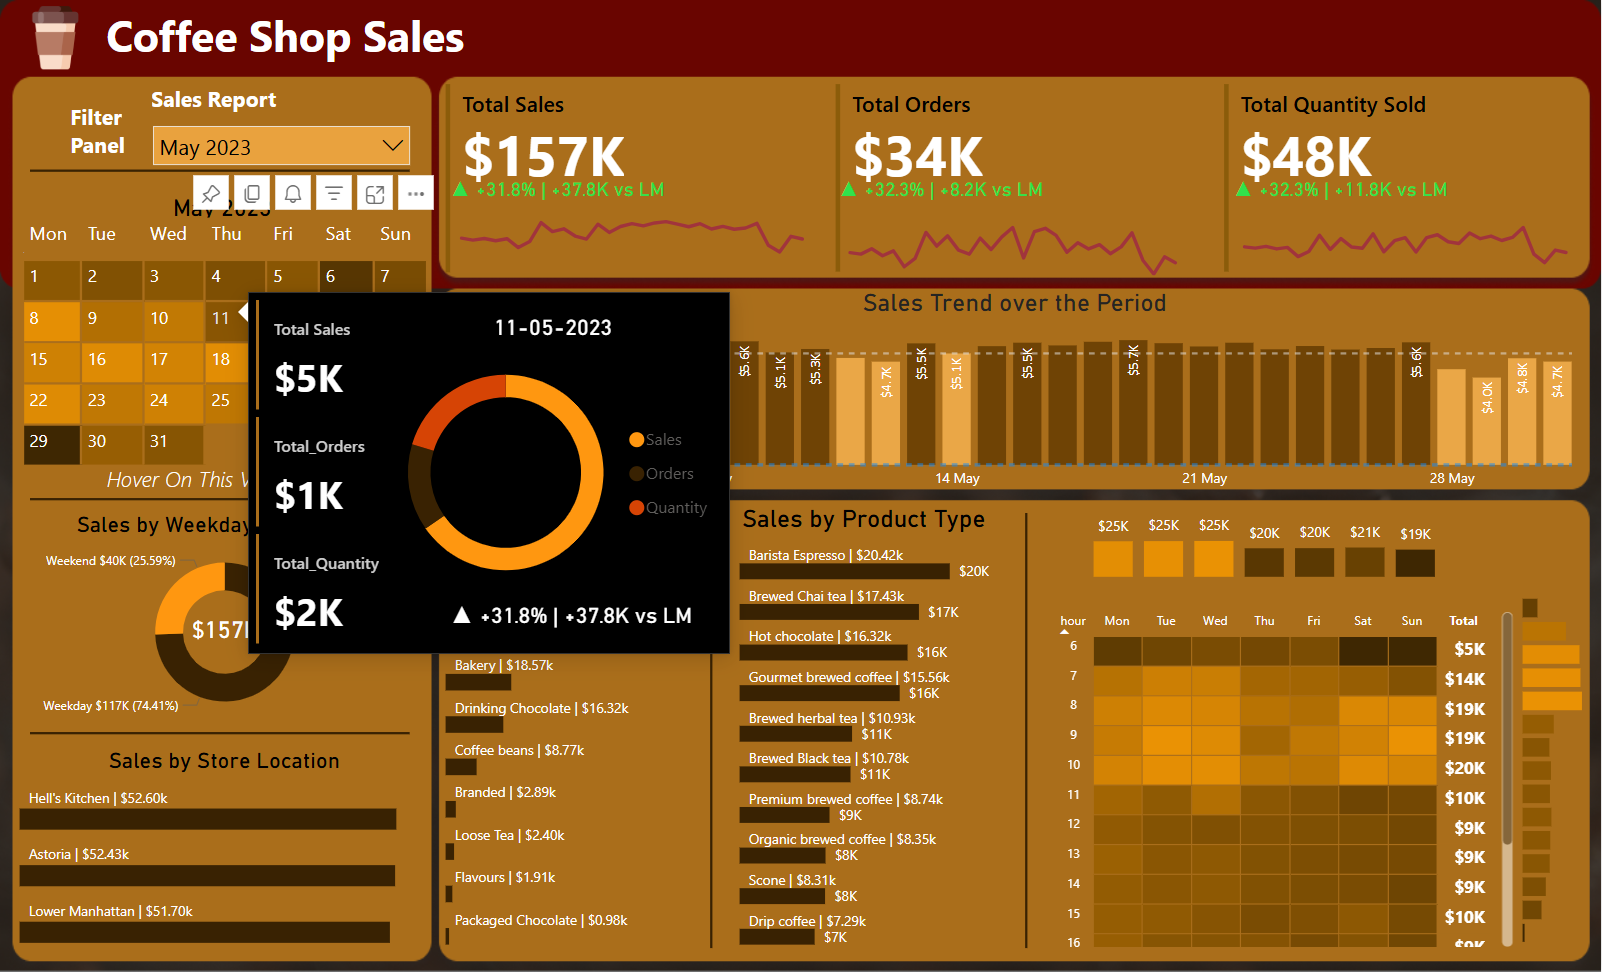 Coffee Shop Sales
Filter Panel
Sales Report
May 2023
Total Sales
$157K
+31.8% | +37.8K vs LM
Total Orders
$34K
+32.3% | +8.2K vs LM
Total Quantity Sold
$48K
+32.3% | +11.8K vs LM
May 2023
Mon Tue Wed Thu Fri Sat Sun
1 2 3 4 5 6 7
8 9 10 11
15 16 17 18
22 23 24 25
29 30 31
Hover On This
Total Sales
$5K
11-05-2023
Total_Orders
$1K
Total_Quantity
$2K
Sales
Orders
Quantity
+31.8% | +37.8K vs LM
Sales Trend over the Period
$5.6K $5.1K $5.3K $4.7K $5.5K $5.1K $5.5K $5.7K $5.6K $4.0K $4.8K $4.7K
14 May 21 May 28 May
Sales by Weekday
Weekend $40K (25.59%)
$157
Weekday $117K (74.41%)
Sales by Store Location
Hell's Kitchen | $52.60k
Astoria | $52.43k
Lower Manhattan | $51.70k
Bakery | $18.57k
Drinking Chocolate | $16.32k
Coffee beans | $8.77k
Branded | $2.89k
Loose Tea | $2.40k
Flavours | $1.91k
Packaged Chocolate | $0.98k
Sales by Product Type
Barista Espresso | $20.42k
$20K
Brewed Chai tea | $17.43k
$17K
Hot chocolate | $16.32k
$16K
Gourmet brewed coffee | $15.56k
$16K
Brewed herbal tea | $10.93k
$11K
Brewed Black tea | $10.78k
$11K
Premium brewed coffee | $8.74k
$9K
Organic brewed coffee | $8.35k
$8K
Scone | $8.31k
$8K
Drip coffee | $7.29k
$7K
$25K $25K $25K $20K $20K $21K $19K
hour Mon Tue Wed Thu Fri Sat Sun Total
6 $5K
7 $14K
8 $19K
9 $19K
10 $20K
11 $10K
12 $9K
13 $9K
14 $9K
15 $10K
16 $9K